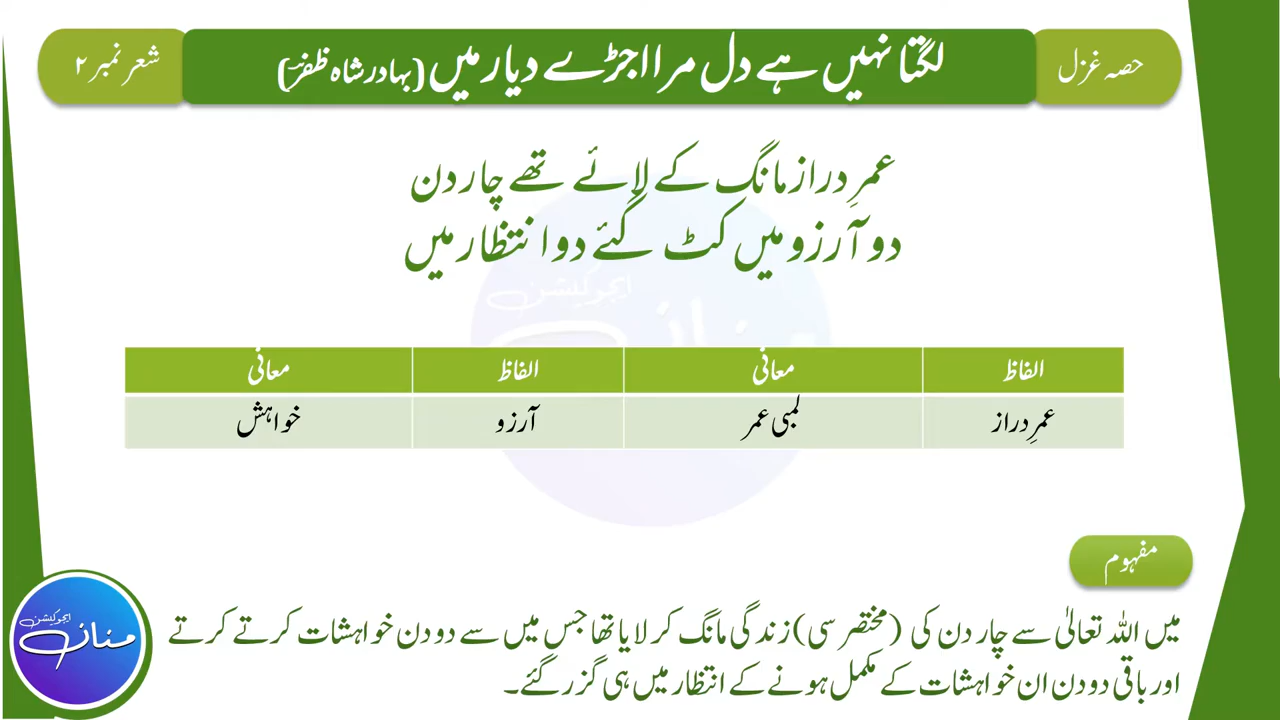 حصہ غزل
لگتا نہیں ہے دل مرا اجڑے دیار میں (بہادر شاہ ظفرؔ)
شعر نمبر ۲
عمرِ دراز مانگ کے لائے تھے چار دن
دو آرزو میں کٹ گئے دو انتظار میں
الفاظ معانی الفاظ معانی
عمرِ دراز لمبی عمر آرزو خواہش
مفہوم
میں اللہ تعالیٰ سے چار دن کی (مختصر سی) زندگی مانگ کر لایا تھا جس میں سے دو دن خواہشات کرتے کرتے
اور باقی دو دن ان خواہشات کے مکمل ہونے کے انتظار میں ہی گزر گئے۔
ایجوکیشن
منان